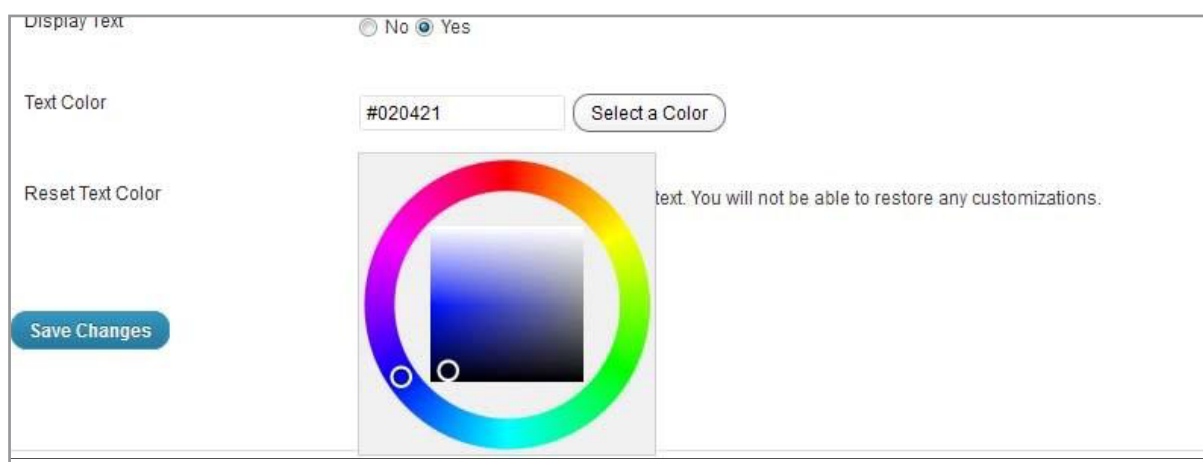 Display Text
No Yes
Text Color
#020421 Select a Color
Reset Text Color
text. You will not be able to restore any customizations.
Save Changes